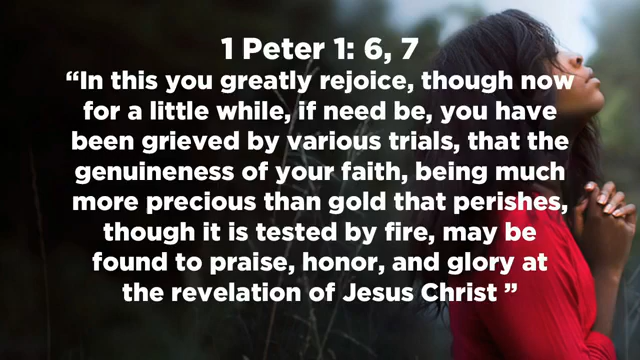 1 Peter 1: 6, 7
“In this you greatly rejoice, though now
for a little while, if need be, you have
been grieved by various trials, that the
genuineness of your faith, being much
more precious than gold that perishes,
though it is tested by fire, may be
found to praise, honor, and glory at
the revelation of Jesus Christ ”